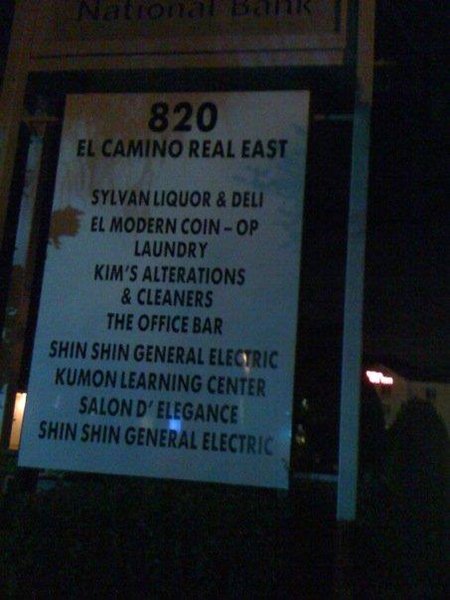 National Bank
820
EL CAMINO REAL EAST
SYLVAN LIQUOR & DELI
EL MODERN COIN – OP
LAUNDRY
KIM'S ALTERATIONS
& CLEANERS
THE OFFICE BAR
SHIN SHIN GENERAL ELECTRIC
KUMON LEARNING CENTER
SALON D' ELEGANCE
SHIN SHIN GENERAL ELECTRIC